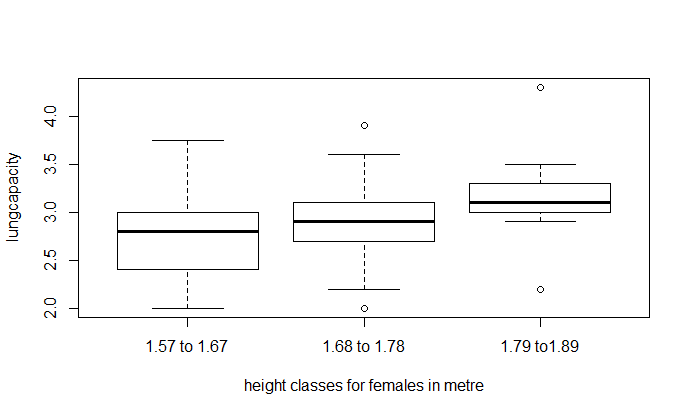 lungcapacity
4.0
3.5
3.0
2.5
2.0
1.57 to 1.67
1.68 to 1.78
1.79 to1.89
height classes for females in metre